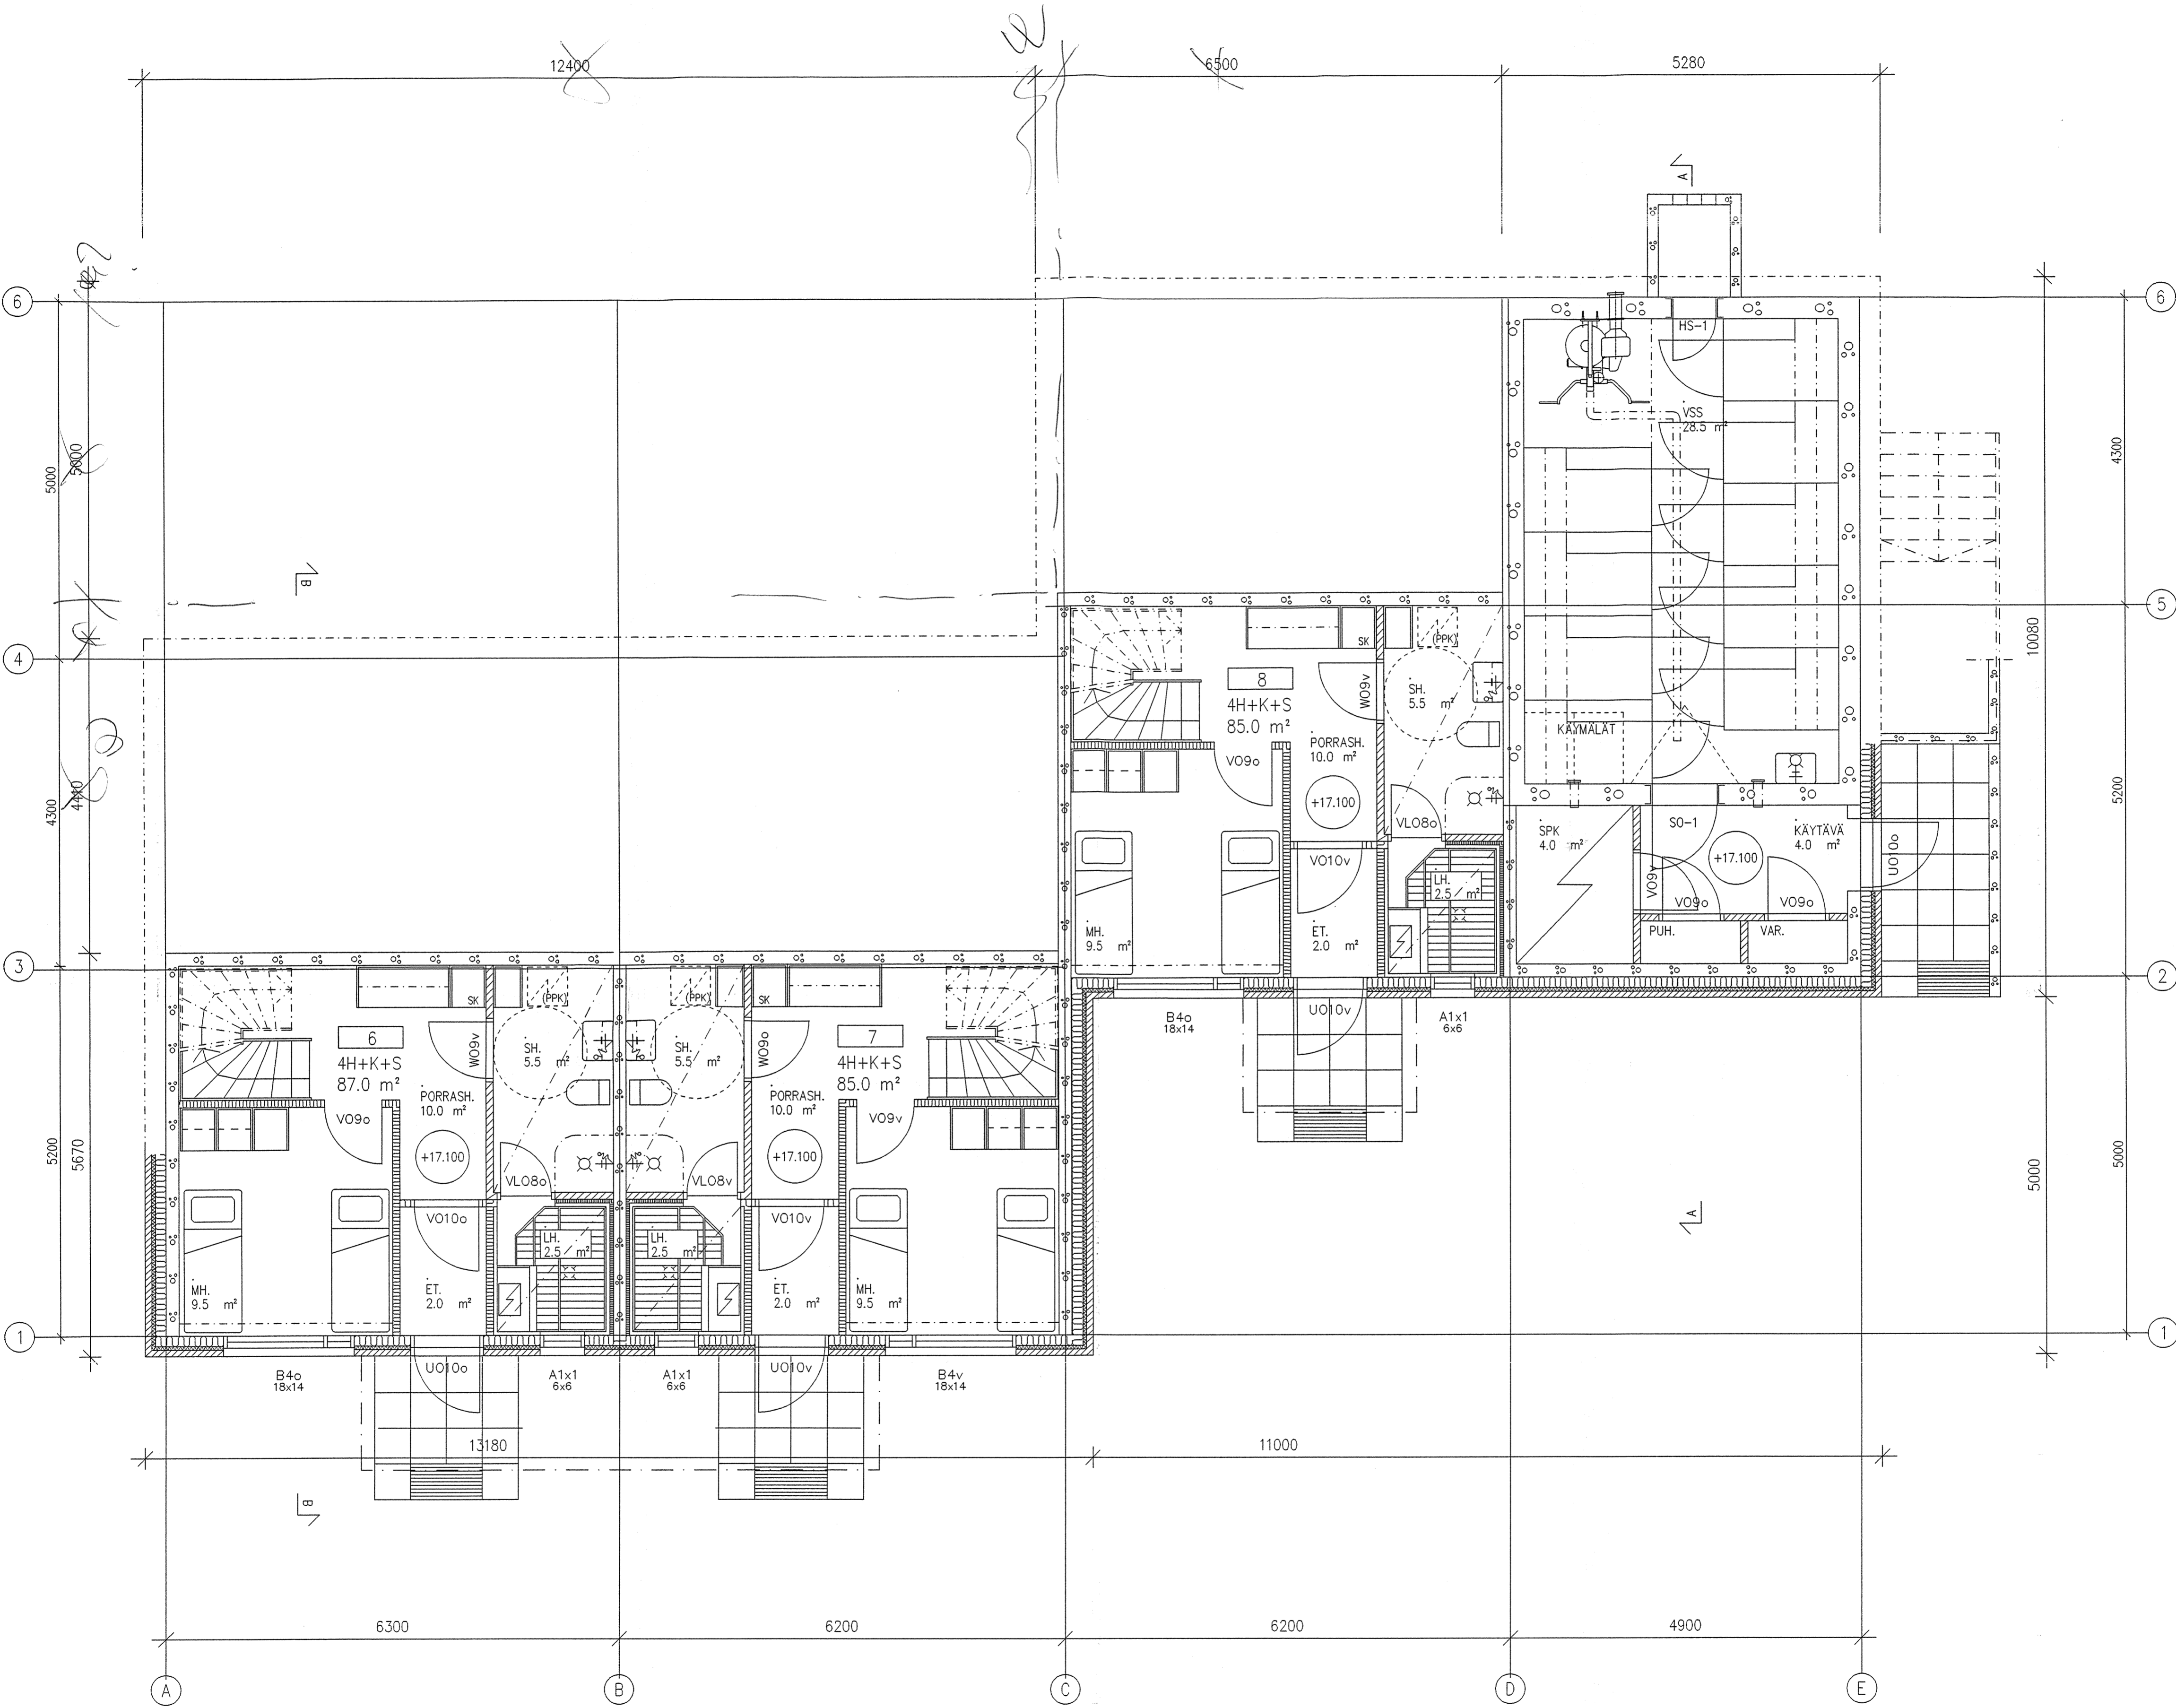 12400
6500
5280
A
6
HS-1
6
VSS
28.5 m²
5000
5000
4300
B
5
10080
4
SK
(PPK)
8
4H+K+S
85.0 m²
WO9v
SH.
5.5 m²
KÄYMÄLÄT
PORRASH.
10.0 m²
VO9o
+17.100
VLO8o
4300
4410
5200
SPK
4.0 m²
SO-1
KÄYTÄVÄ
4.0 m²
+17.100
UO10o
VO10v
LH.
2.5 m²
VO9v
VO9o
VO9o
MH.
9.5 m²
ET.
2.0 m²
PUH.
VAR.
3
2
SK
(PPK)
(PPK)
SK
B4o
18x14
UO10v
A1x1
6x6
6
4H+K+S
87.0 m²
WO9v
SH.
5.5 m²
SH.
5.5 m²
WO9o
7
4H+K+S
85.0 m²
PORRASH.
10.0 m²
PORRASH.
10.0 m²
VO9o
VO9v
5200
5670
+17.100
+17.100
5000
5000
VLO8o
VLO8v
VO10o
VO10v
A
LH.
2.5 m²
LH.
2.5 m²
MH.
9.5 m²
ET.
2.0 m²
ET.
2.0 m²
MH.
9.5 m²
1
1
B4o
18x14
UO10o
A1x1
6x6
A1x1
6x6
UO10v
B4v
18x14
13180
11000
B
6300
6200
6200
4900
A
B
C
D
E